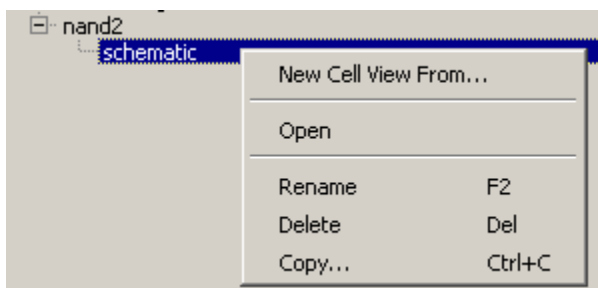 nand2
schematic
New Cell View From...
Open
Rename F2
Delete Del
Copy... Ctrl+C